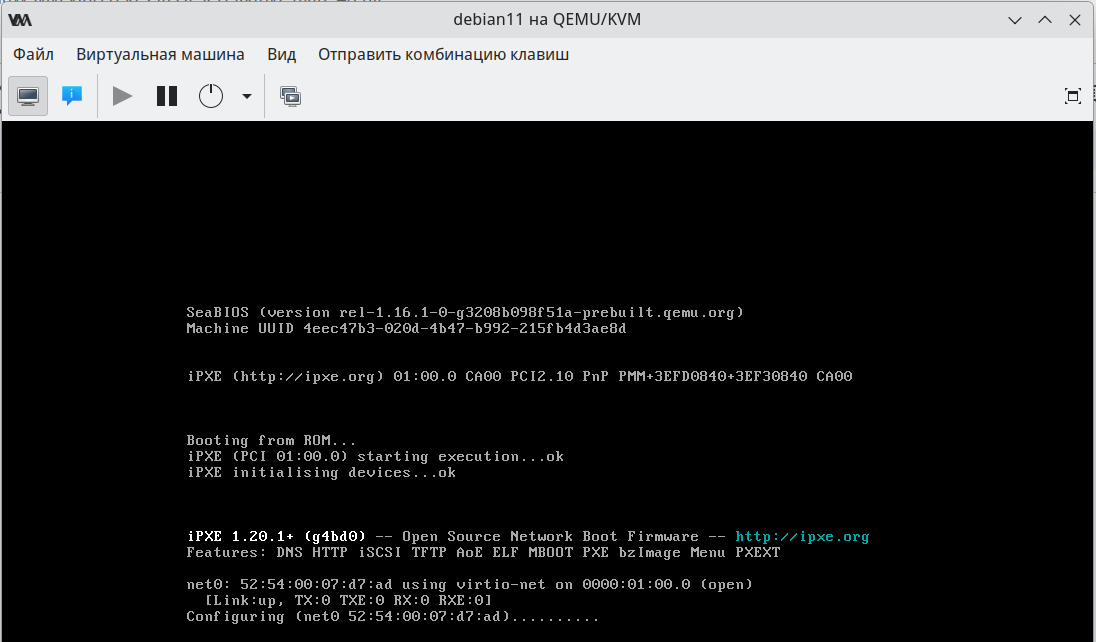 debian11 на QEMU/KVM
Файл Виртуальная машина Вид Отправить комбинацию клавиш
SeaBIOS (version rel-1.16.1-0-g3208b098f51a-prebuilt.qemu.org)
Machine UUID 4eec47b3-020d-4b47-b992-215fb4d3ae8d
iPXE (http://ipxe.org) 01:00.0 CA00 PCI2.10 PnP PMM+3EFD0840+3EF30840 CA00
Booting from ROM...
iPXE (PCI 01:00.0) starting execution...ok
iPXE initialising devices...ok
iPXE 1.20.1+ (g4bd0) -- Open Source Network Boot Firmware -- http://ipxe.org
Features: DNS HTTP iSCSI TFTP AoE ELF MBOOT PXE bzImage Menu PXEXT
net0: 52:54:00:07:d7:ad using virtio-net on 0000:01:00.0 (open)
[Link:up, TX:0 TXE:0 RX:0 RXE:0]
Configuring (net0 52:54:00:07:d7:ad)..........